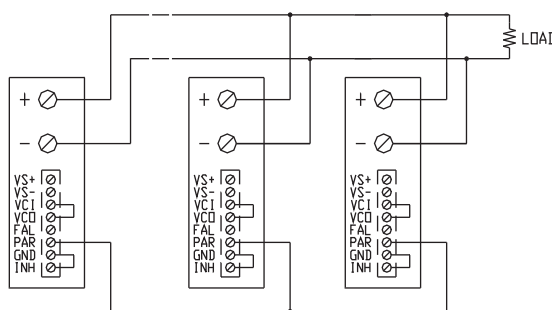 LOAD
+
-
VS+
VS-
VCI
VCO
FAL
PAR
GND
INH
+
-
VS+
VS-
VCI
VCO
FAL
PAR
GND
INH
+
-
VS+
VS-
VCI
VCO
FAL
PAR
GND
INH